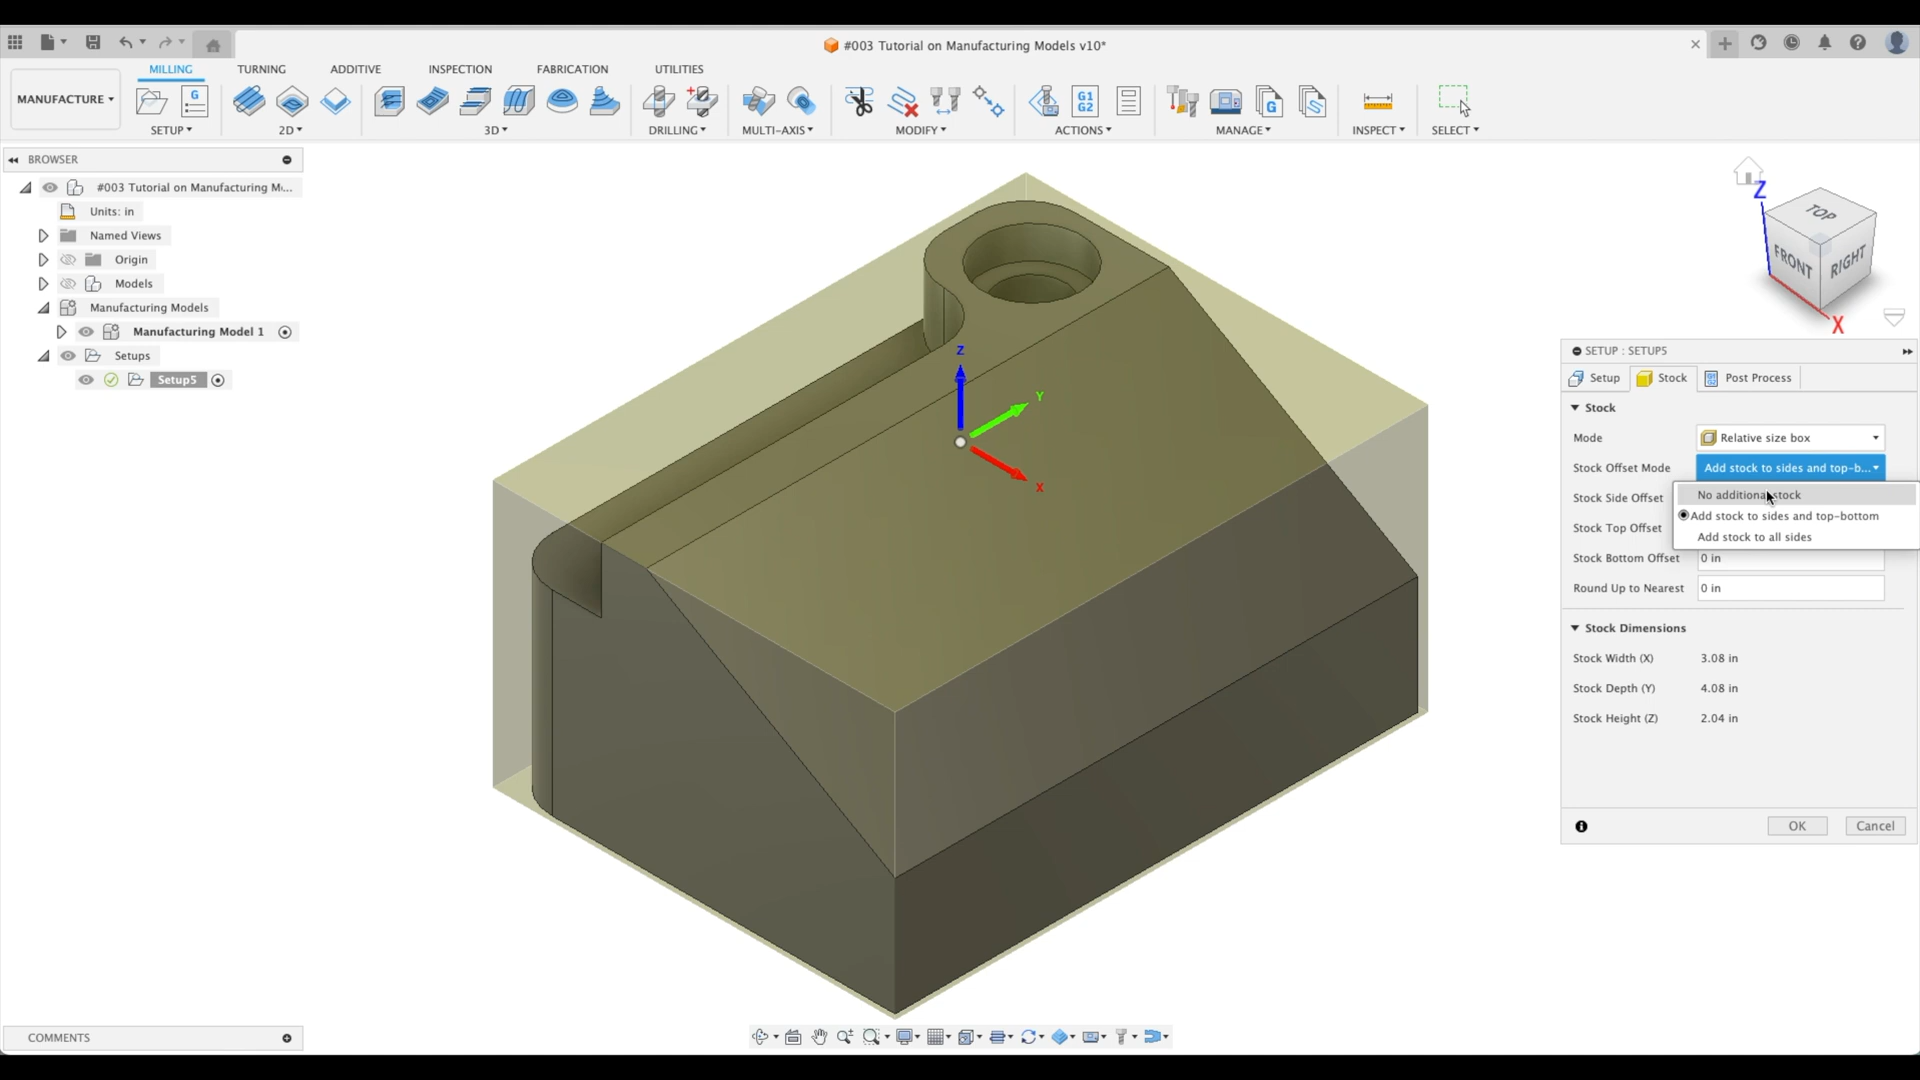 #003 Tutorial on Manufacturing Models v10*
MILLING TURNING ADDITIVE INSPECTION FABRICATION UTILITIES
MANUFACTURE
G
G1
G2
G
SETUP 2D 3D DRILLING MULTI-AXIS MODIFY ACTIONS MANAGE INSPECT SELECT
BROWSER
#003 Tutorial on Manufacturing M...
Units: in
Named Views
Origin
Models
Manufacturing Models
Manufacturing Model 1
Setups
Setup5
Z
Y
X
Z
TOP
FRONT
RIGHT
X
SETUP : SETUP5
Setup Stock Post Process
Stock
Mode Relative size box
Stock Offset Mode Add stock to sides and top-b...
Stock Side Offset No additional stock
Add stock to sides and top-bottom
Stock Top Offset Add stock to all sides
Stock Bottom Offset 0 in
Round Up to Nearest 0 in
Stock Dimensions
Stock Width (X) 3.08 in
Stock Depth (Y) 4.08 in
Stock Height (Z) 2.04 in
OK Cancel
COMMENTS